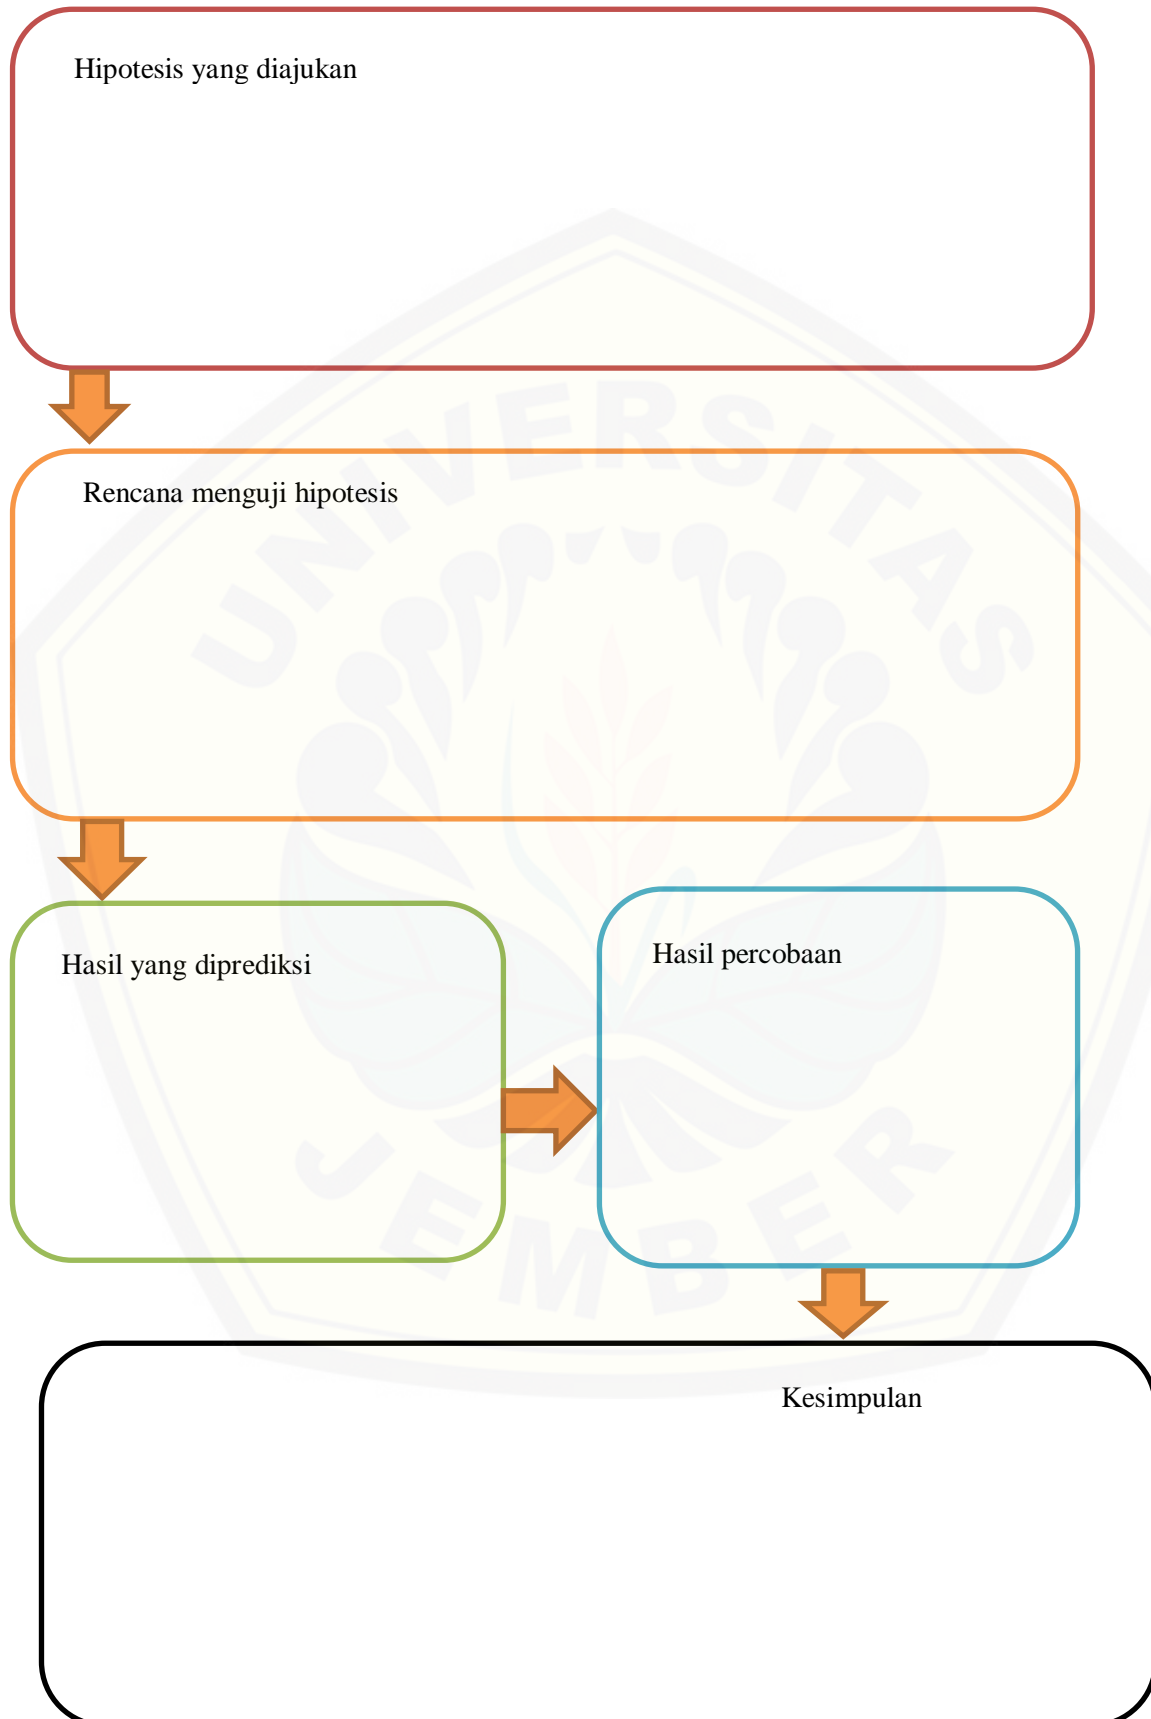 Hipotesis yang diajukan
UNIVERSITAS
Rencana menguji hipotesis
Hasil yang diprediksi
Hasil percobaan
JEMBER
Kesimpulan